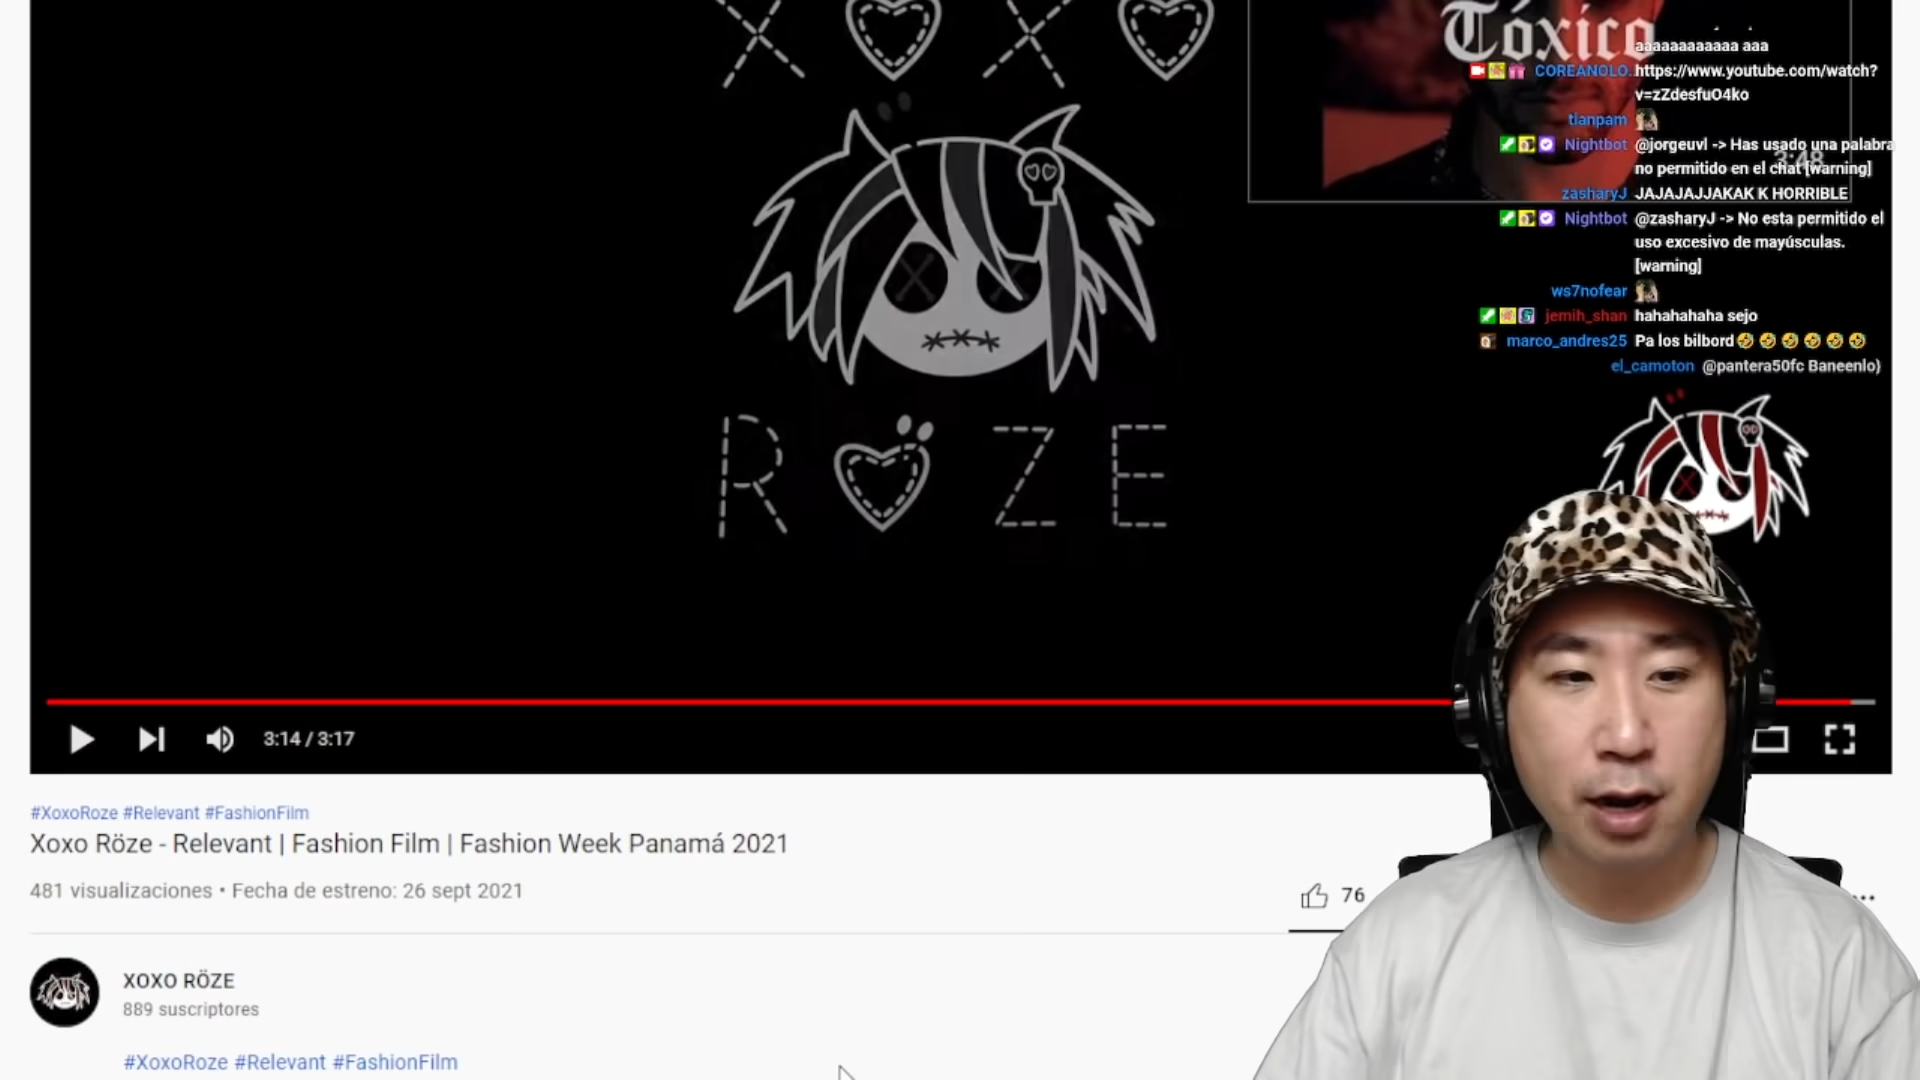 X O X O
Tóxico
aaaaaaaaaaaa aaa
COREANOLO. https://www.youtube.com/watch?
v=zZdesfuO4ko
tianpam
Nightbot @jorgeuvl -> Has usado una palabra
no permitido en el chat [warning]
3:48
zasharyJ JAJAJAJJAKAK K HORRIBLE
Nightbot @zasharyJ -> No esta permitido el
uso excesivo de mayúsculas.
[warning]
ws7nofear
jemih_shan hahahahaha sejo
marco_andres25 Pa los bilbord🤣🤣🤣🤣🤣🤣
el_camoton @pantera50fc Baneenlo)
R Ö Z E
3:14 / 3:17
#XoxoRoze #Relevant #FashionFilm
Xoxo Röze - Relevant | Fashion Film | Fashion Week Panamá 2021
481 visualizaciones • Fecha de estreno: 26 sept 2021
76
XOXO RÖZE
889 suscriptores
#XoxoRoze #Relevant #FashionFilm